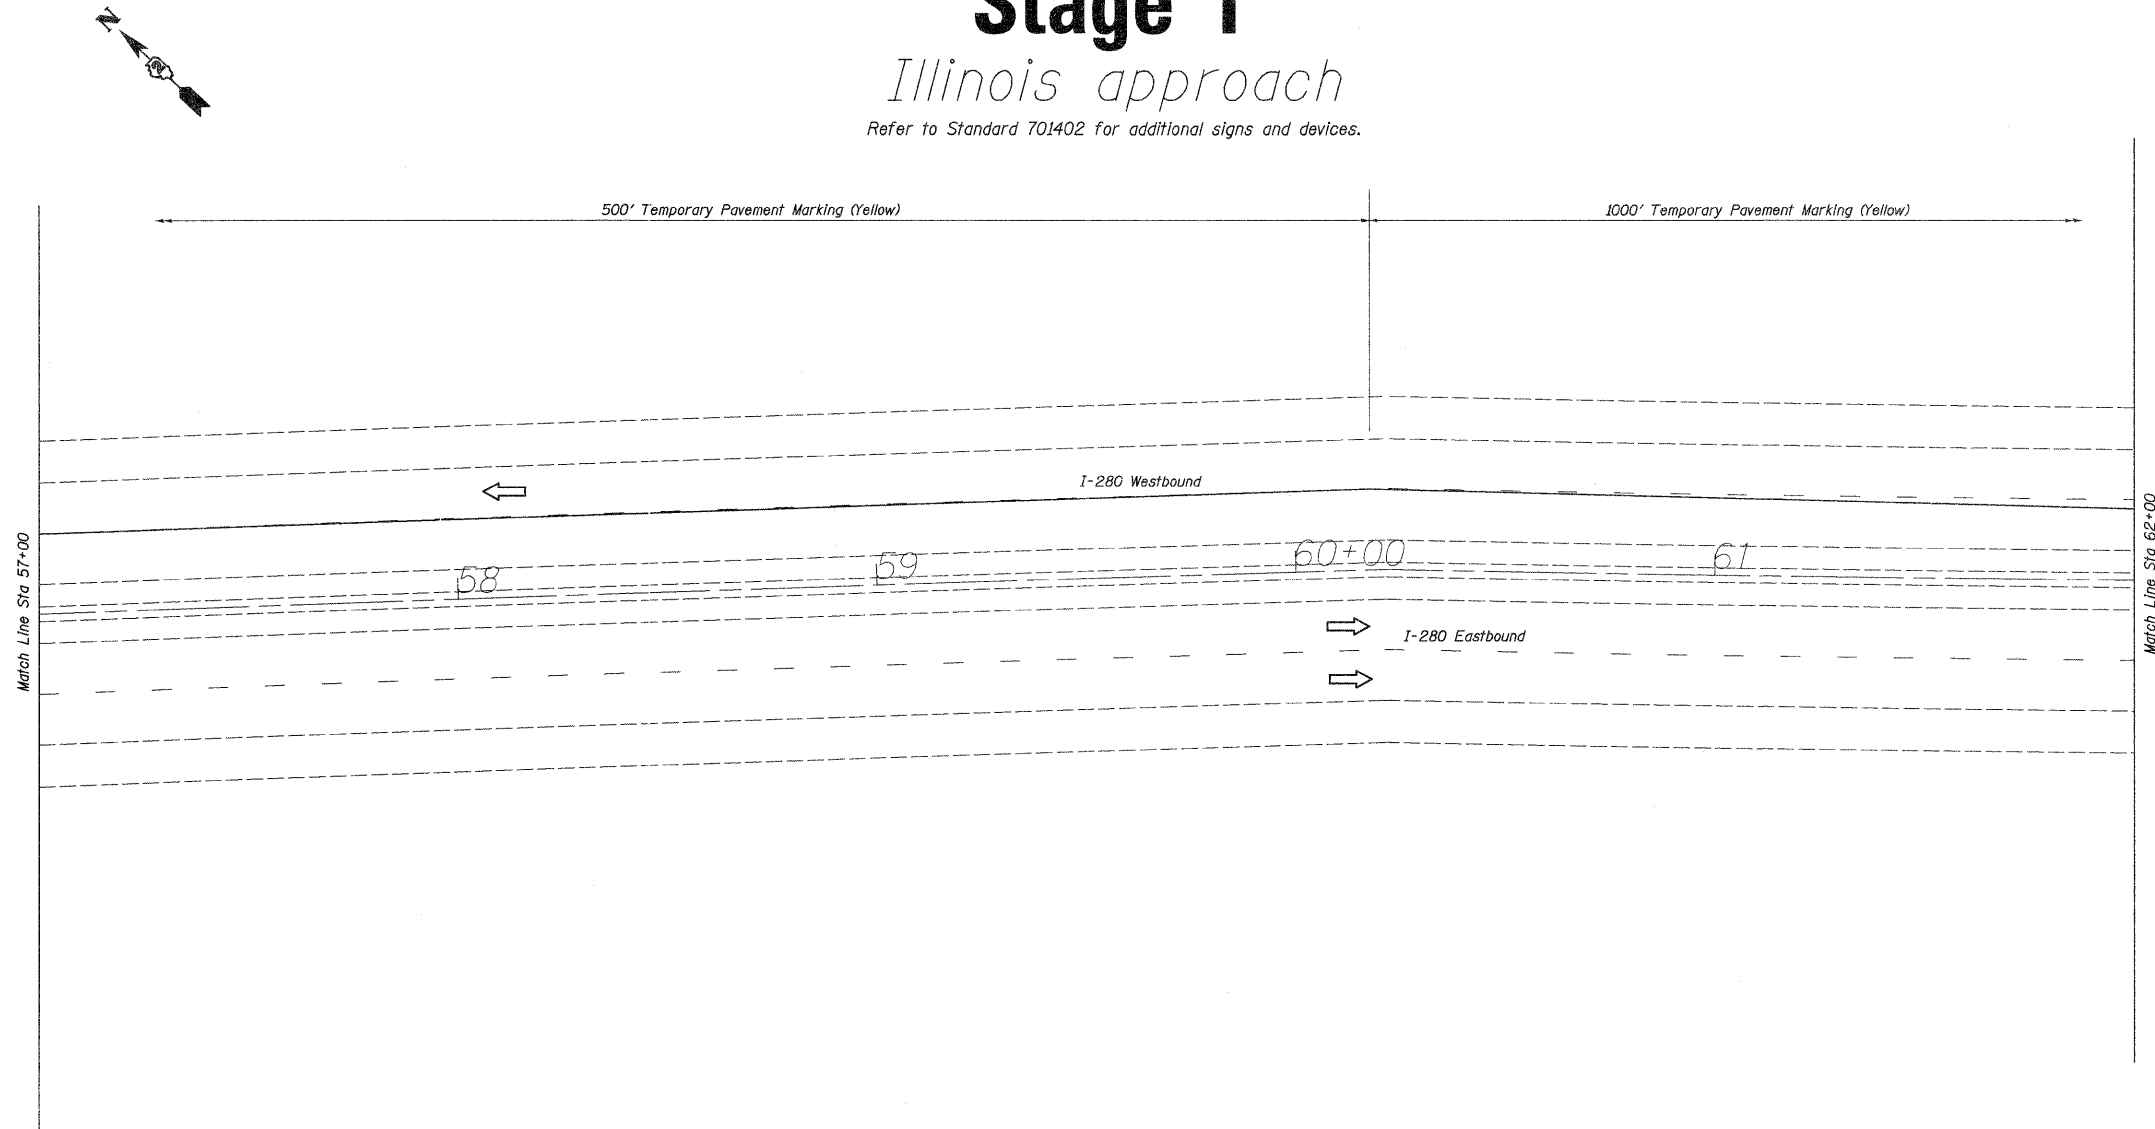 N
Stage 1
Illinois approach
Refer to Standard 701402 for additional signs and devices.
500' Temporary Pavement Marking (Yellow)
1000' Temporary Pavement Marking (Yellow)
I-280 Westbound
Match Line Sta 57+00
58
59
60+00
61
Match Line Sta 62+00
I-280 Eastbound